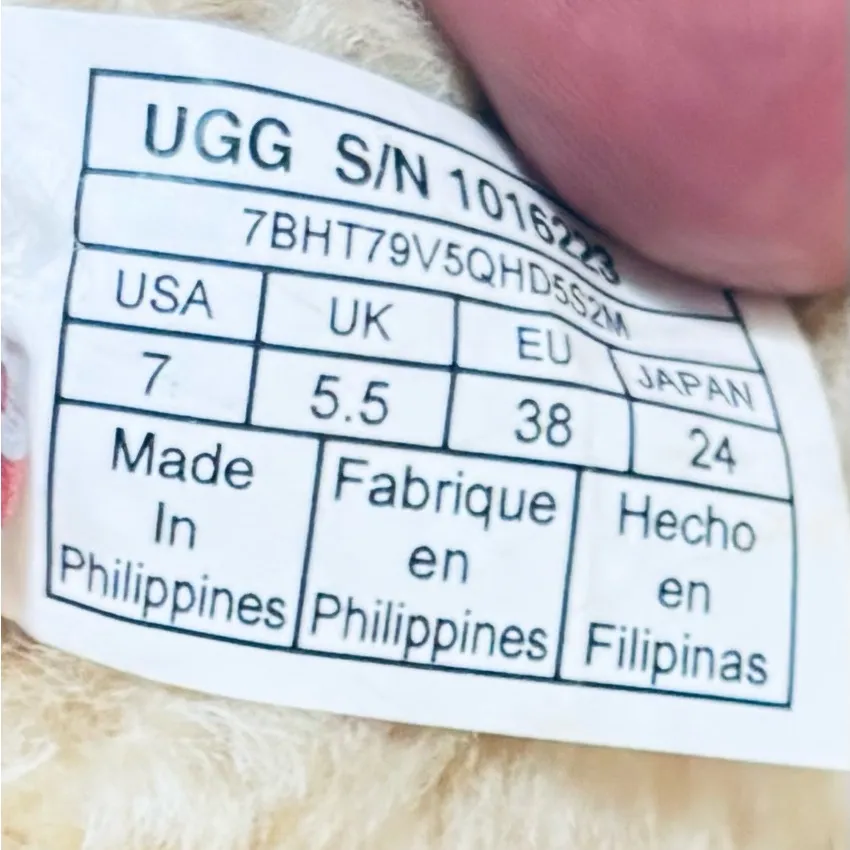 UGG S/N 1016223
7BHT79V5QHD5S2M
USA UK EU JAPAN
7 5.5 38 24
Made
In
Philippines
Fabrique
en
Philippines
Hecho
en
Filipinas